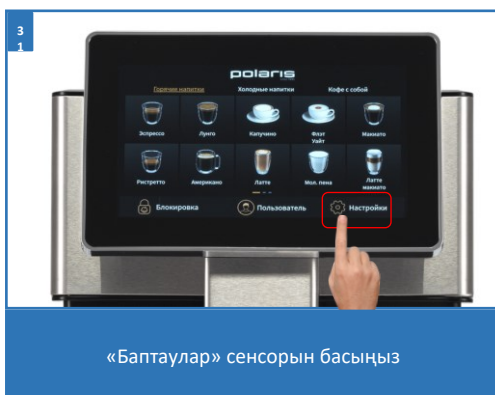 3
1
polaris
Горячие напитки Холодные напитки Кофе с собой
Эспрессо Лунго Капучино Флэт Уайт Макиато
Ристретто Американо Латте Мол. пена Латте макиато
Блокировка Пользователь Настройки
«Баптаулар» сенсорын басыңыз